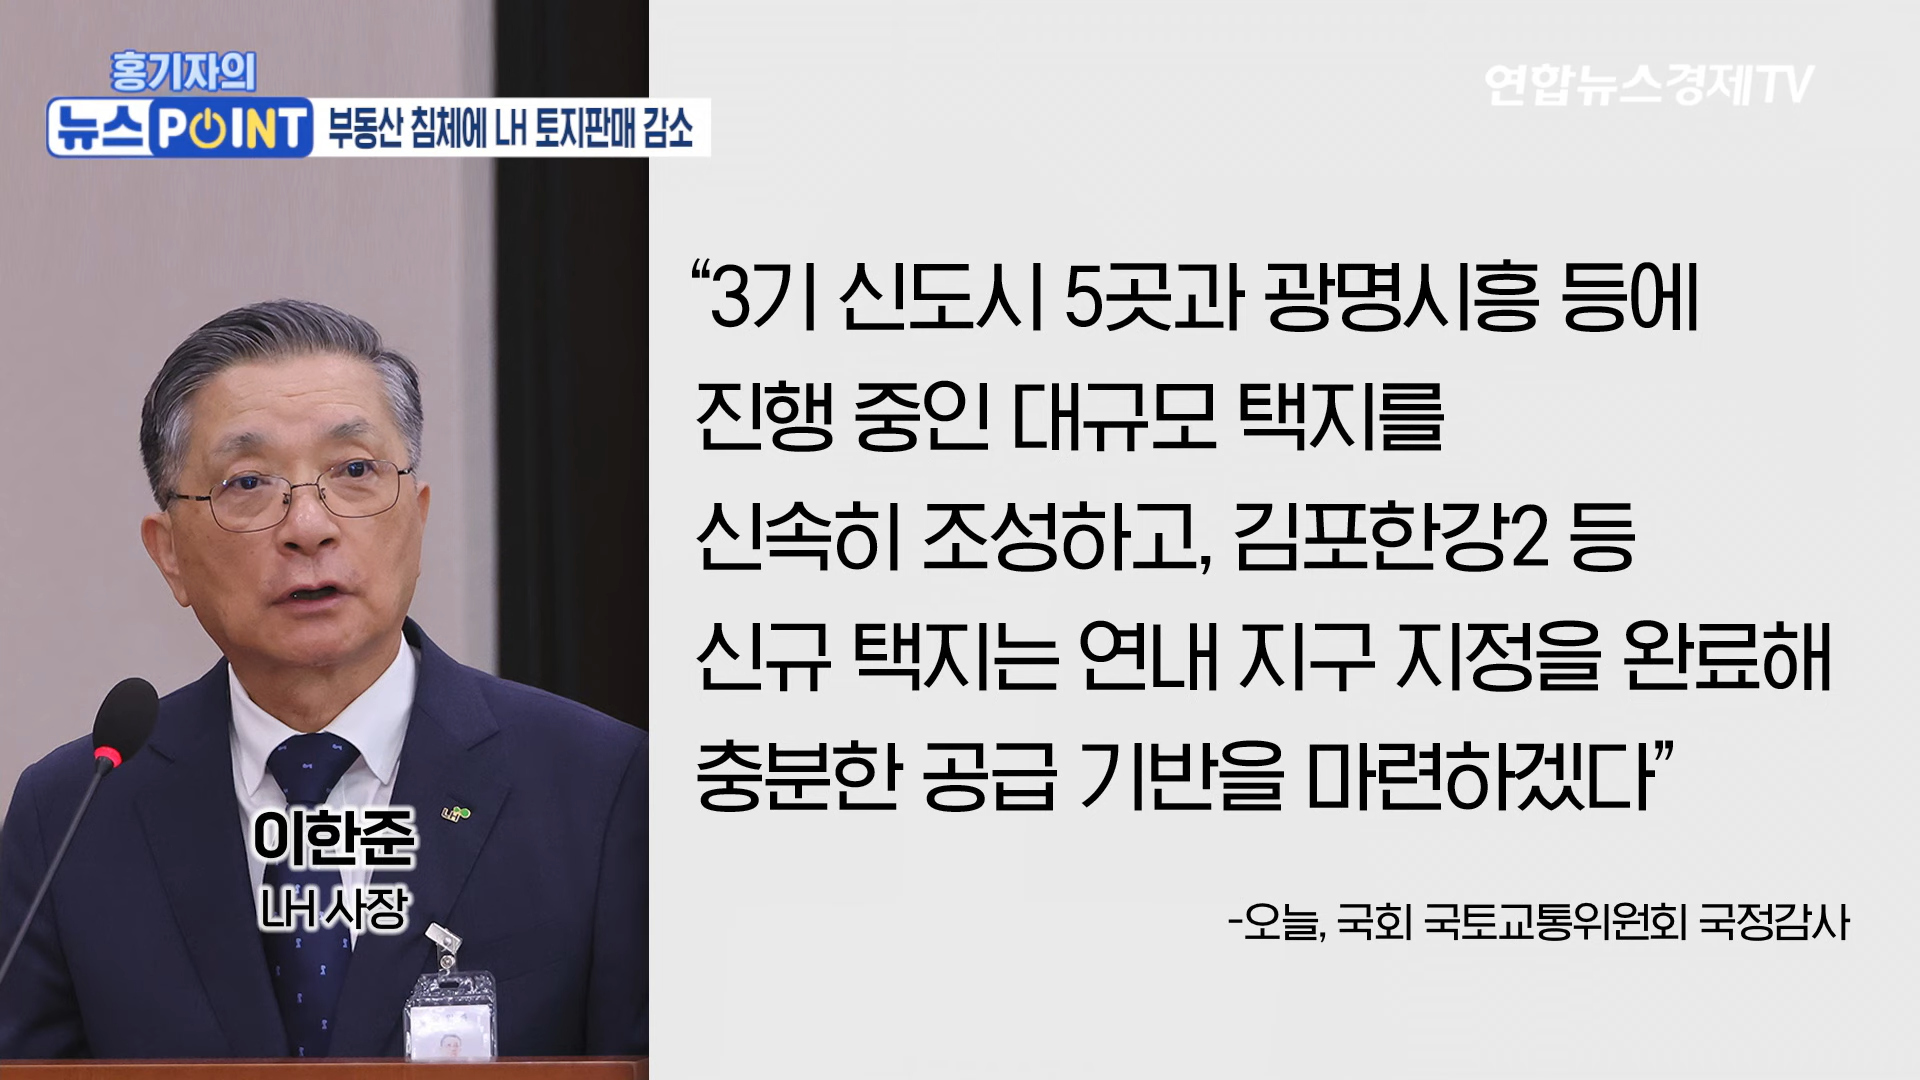 홍기자의
뉴스 POINT 부동산 침체에 LH 토지판매 감소
연합뉴스경제TV
“3기 신도시 5곳과 광명시흥 등에
진행 중인 대규모 택지를
신속히 조성하고, 김포한강2 등
신규 택지는 연내 지구 지정을 완료해
충분한 공급 기반을 마련하겠다”
-오늘, 국회 국토교통위원회 국정감사
LH
이한준
LH 사장